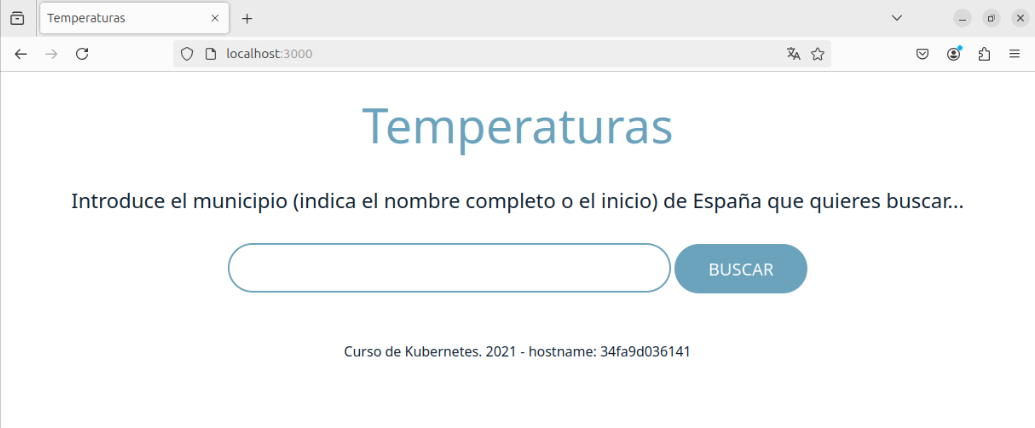 Temperaturas
localhost:3000
Temperaturas
Introduce el municipio (indica el nombre completo o el inicio) de España que quieres buscar...
BUSCAR
Curso de Kubernetes. 2021 - hostname: 34fa9d036141